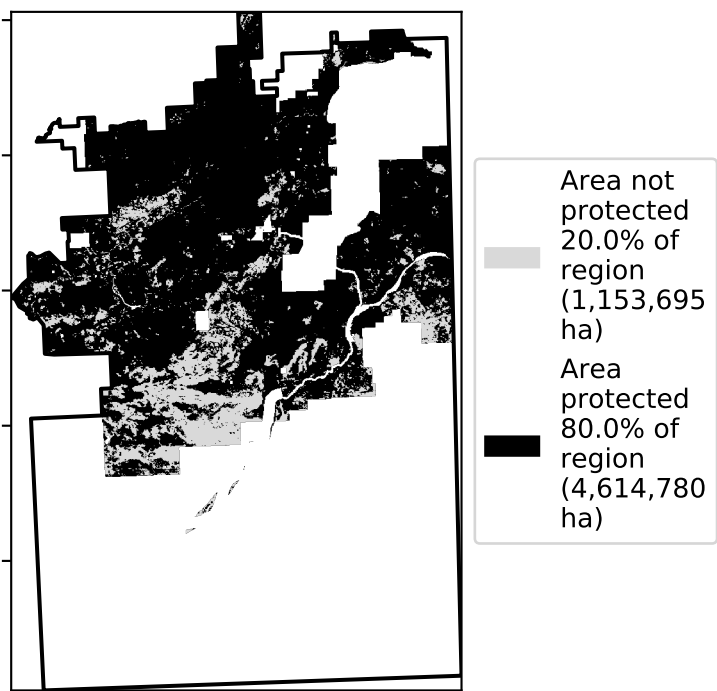 Area not
protected
20.0% of
region
(1,153,695
ha)
Area
protected
80.0% of
region
(4,614,780
ha)